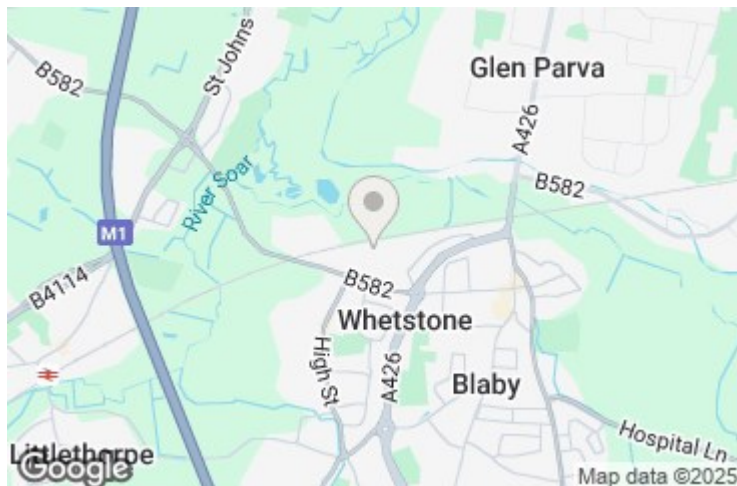 B582
St Johns
Glen Parva
A426
River Soar
B582
M1
B4114
B582
Whetstone
High St
A426
Blaby
Hospital Ln
Littlethorpe
Google
Map data ©2025